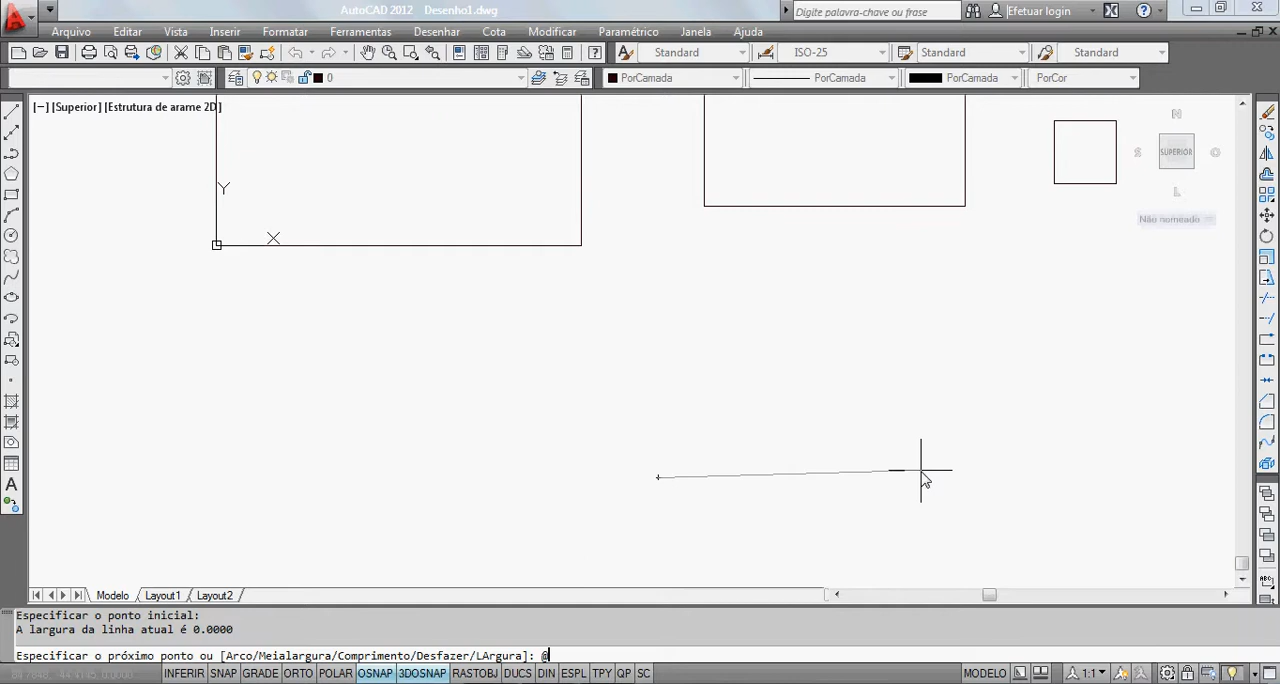 AutoCAD 2012 Desenho1.dwg
Digite palavra-chave ou frase
Efetuar login
Arquivo Editar Vista Inserir Formatar Ferramentas Desenhar Cota Modificar Paramétrico Janela Ajuda
Standard ISO-25 Standard Standard
0 PorCamada PorCamada PorCamada PorCor
[−] [Superior] [Estrutura de arame 2D]
N
S SUPERIOR O
L
Não nomeado
Y
X
Modelo Layout1 Layout2
Especificar o ponto inicial:
A largura da linha atual é 0.0000
Especificar o próximo ponto ou [Arco/Meialargura/Comprimento/Desfazer/LArgura]: @
INFERIR SNAP GRADE ORTO POLAR OSNAP 3DOSNAP RASTOBJ DUCS DIN ESPL TPY QP SC MODELO 1:1